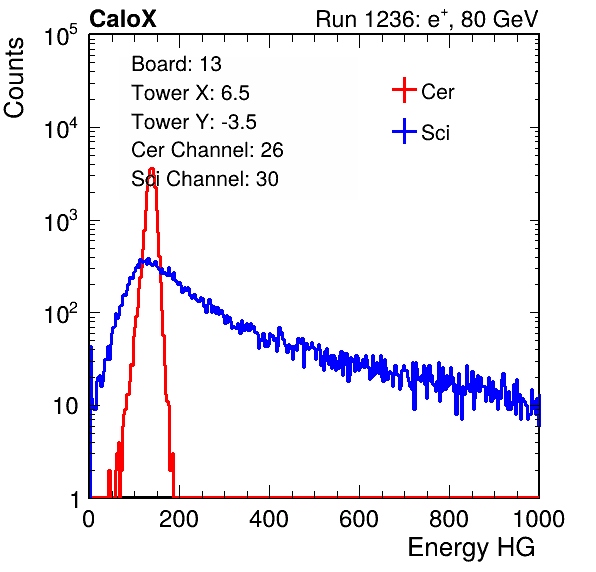 CaloX Run 1236: e⁺, 80 GeV
Counts
Board: 13
Tower X: 6.5
Tower Y: -3.5
Cer Channel: 26
Sci Channel: 30
Cer
Sci
10⁵
10⁴
10³
10²
10
1
0 200 400 600 800 1000
Energy HG